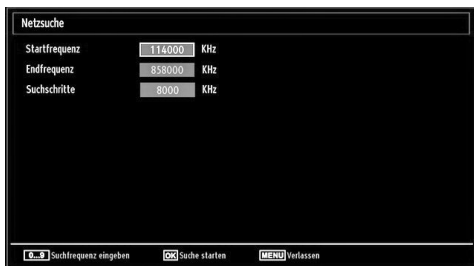 Netzsuche
Startfrequenz 114000 KHz
Endfrequenz 858000 KHz
Suchschritte 8000 KHz
0...9 Suchfrequenz eingeben OK Suche starten MENU Verlassen